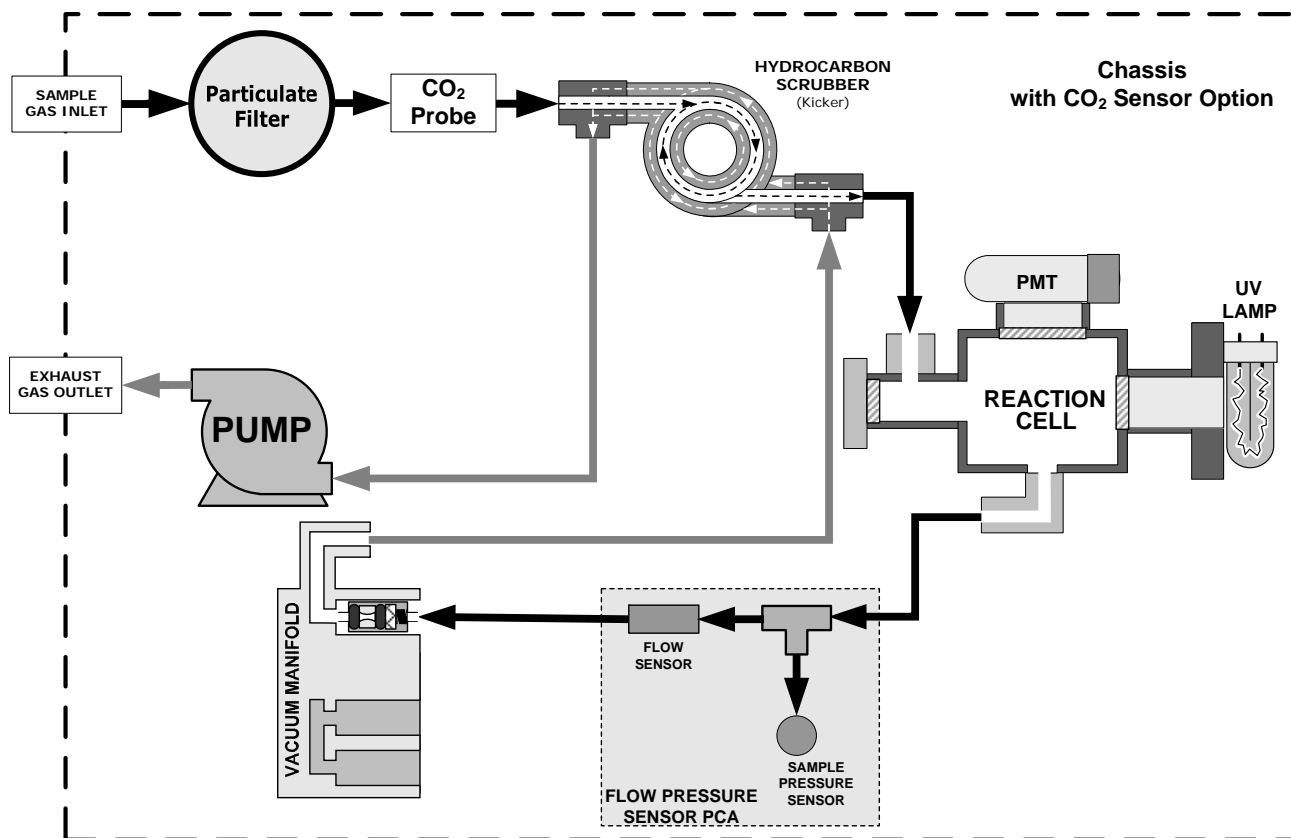 SAMPLE
GAS INLET
Particulate
Filter
CO₂
Probe
HYDROCARBON
SCRUBBER
(Kicker)
Chassis
with CO₂ Sensor Option
PMT
UV
LAMP
EXHAUST
GAS OUTLET
PUMP
REACTION
CELL
VACUUM MANIFOLD
FLOW
SENSOR
SAMPLE
PRESSURE
SENSOR
FLOW PRESSURE
SENSOR PCA